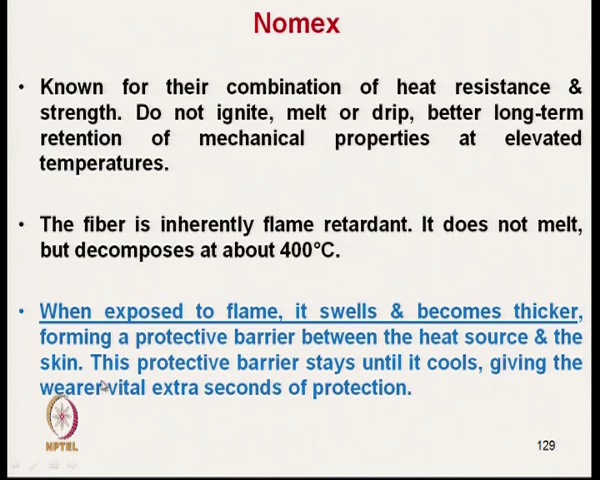 Nomex
• Known for their combination of heat resistance &
strength. Do not ignite, melt or drip, better long-term
retention of mechanical properties at elevated
temperatures.
• The fiber is inherently flame retardant. It does not melt,
but decomposes at about 400°C.
• When exposed to flame, it swells & becomes thicker,
forming a protective barrier between the heat source & the
skin. This protective barrier stays until it cools, giving the
wearer vital extra seconds of protection.
NPTEL
129